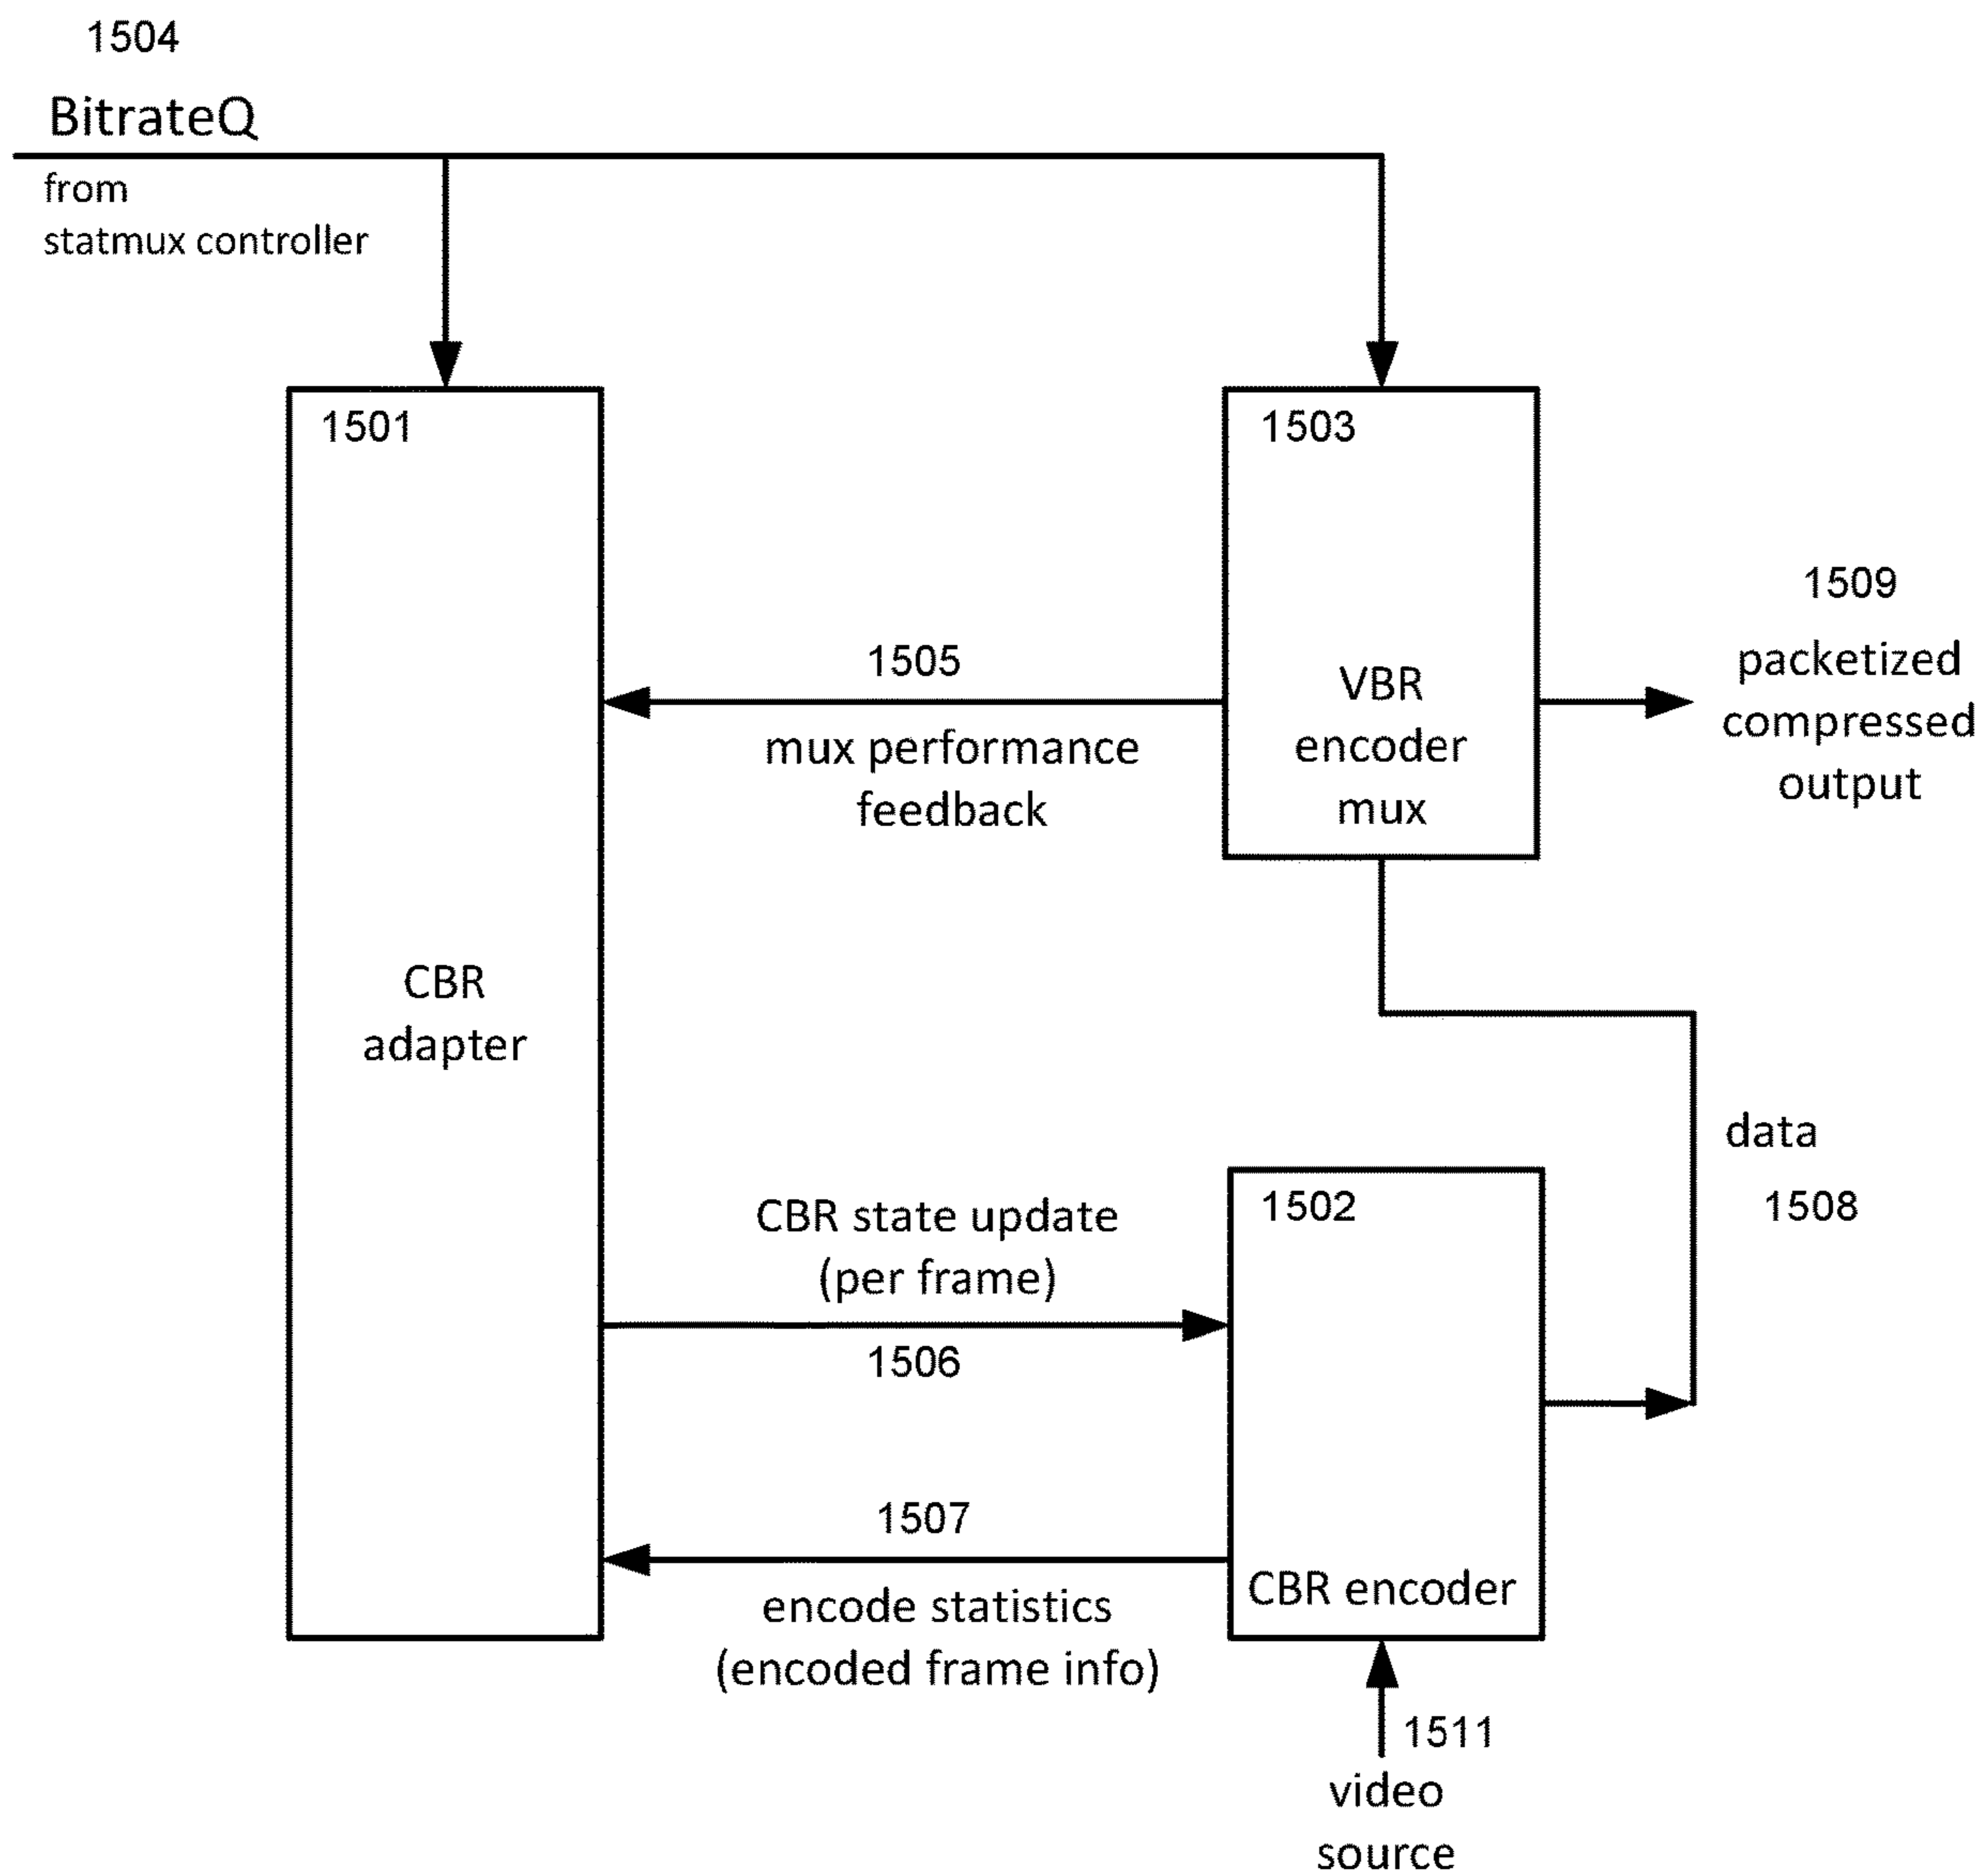 1504
BitrateQ
from
statmux controller
1501
1503
1509
packetized
compressed
output
1505
mux performance
feedback
VBR
encoder
mux
CBR
adapter
data
1508
CBR state update
(per frame)
1506
1502
1507
encode statistics
(encoded frame info)
CBR encoder
1511
video
source